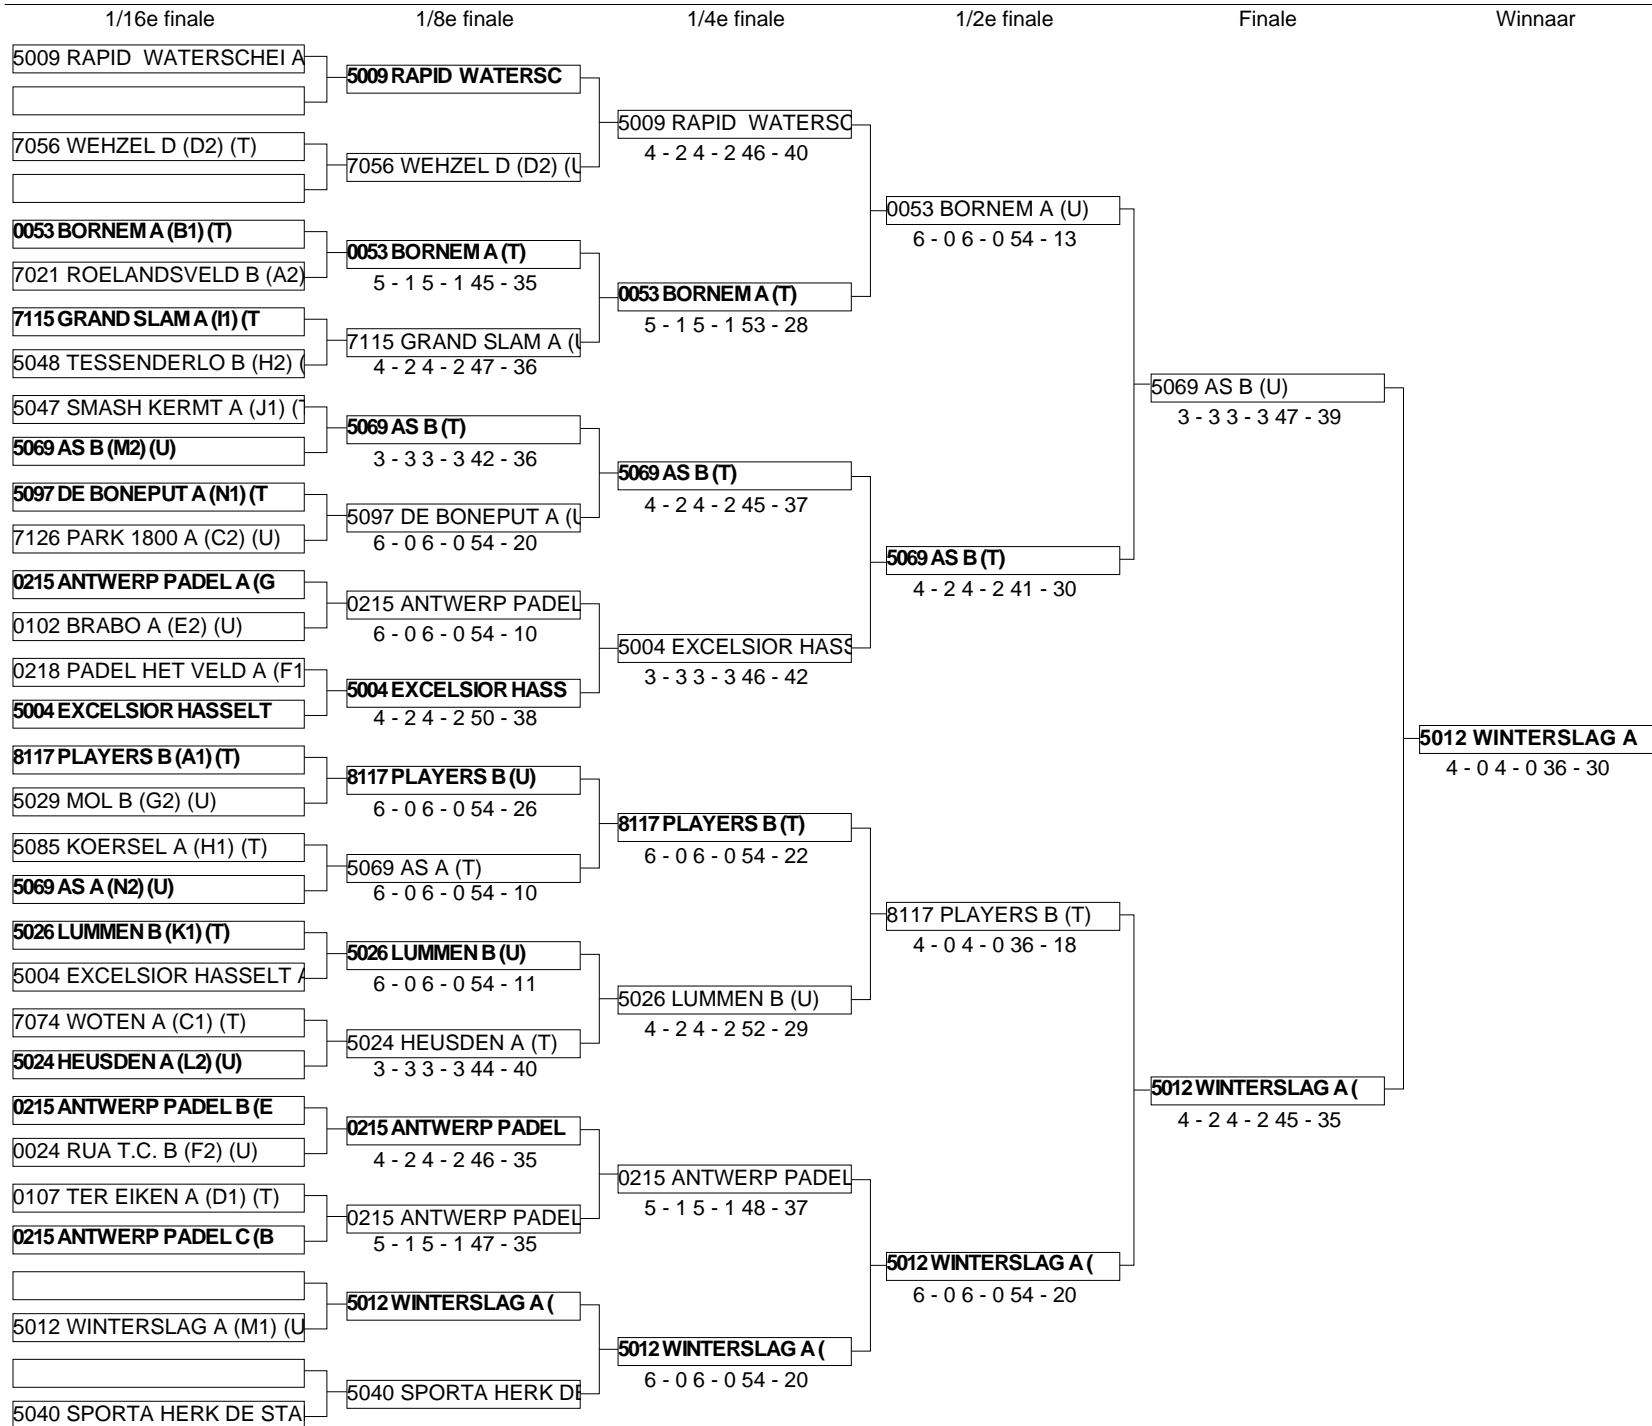 1/16e finale
1/8e finale
1/4e finale
1/2e finale
Finale
Winnaar
5009 RAPID  WATERSCHEI A
7056 WEHZEL D (D2) (T)
0053 BORNEM A (B1) (T)
7021 ROELANDSVELD B (A2)
7115 GRAND SLAM A (I1) (T
5048 TESSENDERLO B (H2) (
5047 SMASH KERMT A (J1) (T
5069 AS B (M2) (U)
5097 DE BONEPUT A (N1) (T
7126 PARK 1800 A (C2) (U)
0215 ANTWERP PADEL A (G
0102 BRABO A (E2) (U)
0218 PADEL HET VELD A (F1
5004 EXCELSIOR HASSELT
8117 PLAYERS B (A1) (T)
5029 MOL B (G2) (U)
5085 KOERSEL A (H1) (T)
5069 AS A (N2) (U)
5026 LUMMEN B (K1) (T)
5004 EXCELSIOR HASSELT A
7074 WOTEN A (C1) (T)
5024 HEUSDEN A (L2) (U)
0215 ANTWERP PADEL B (E
0024 RUA T.C. B (F2) (U)
0107 TER EIKEN A (D1) (T)
0215 ANTWERP PADEL C (B
5012 WINTERSLAG A (M1) (U
5040 SPORTA HERK DE STA
5009 RAPID  WATERSC
7056 WEHZEL D (D2) (U
0053 BORNEM A (T)
5 - 1 5 - 1 45 - 35
7115 GRAND SLAM A (U
4 - 2 4 - 2 47 - 36
5069 AS B (T)
3 - 3 3 - 3 42 - 36
5097 DE BONEPUT A (U
6 - 0 6 - 0 54 - 20
0215 ANTWERP PADEL
6 - 0 6 - 0 54 - 10
5004 EXCELSIOR HASS
4 - 2 4 - 2 50 - 38
8117 PLAYERS B (U)
6 - 0 6 - 0 54 - 26
5069 AS A (T)
6 - 0 6 - 0 54 - 10
5026 LUMMEN B (U)
6 - 0 6 - 0 54 - 11
5024 HEUSDEN A (T)
3 - 3 3 - 3 44 - 40
0215 ANTWERP PADEL
4 - 2 4 - 2 46 - 35
0215 ANTWERP PADEL
5 - 1 5 - 1 47 - 35
5012 WINTERSLAG A (
5040 SPORTA HERK DE
5009 RAPID  WATERSC
4 - 2 4 - 2 46 - 40
0053 BORNEM A (T)
5 - 1 5 - 1 53 - 28
5069 AS B (T)
4 - 2 4 - 2 45 - 37
5004 EXCELSIOR HASS
3 - 3 3 - 3 46 - 42
8117 PLAYERS B (T)
6 - 0 6 - 0 54 - 22
5026 LUMMEN B (U)
4 - 2 4 - 2 52 - 29
0215 ANTWERP PADEL
5 - 1 5 - 1 48 - 37
5012 WINTERSLAG A (
6 - 0 6 - 0 54 - 20
0053 BORNEM A (U)
6 - 0 6 - 0 54 - 13
5069 AS B (T)
4 - 2 4 - 2 41 - 30
8117 PLAYERS B (T)
4 - 0 4 - 0 36 - 18
5012 WINTERSLAG A (
6 - 0 6 - 0 54 - 20
5069 AS B (U)
3 - 3 3 - 3 47 - 39
5012 WINTERSLAG A (
4 - 2 4 - 2 45 - 35
5012 WINTERSLAG A
4 - 0 4 - 0 36 - 30